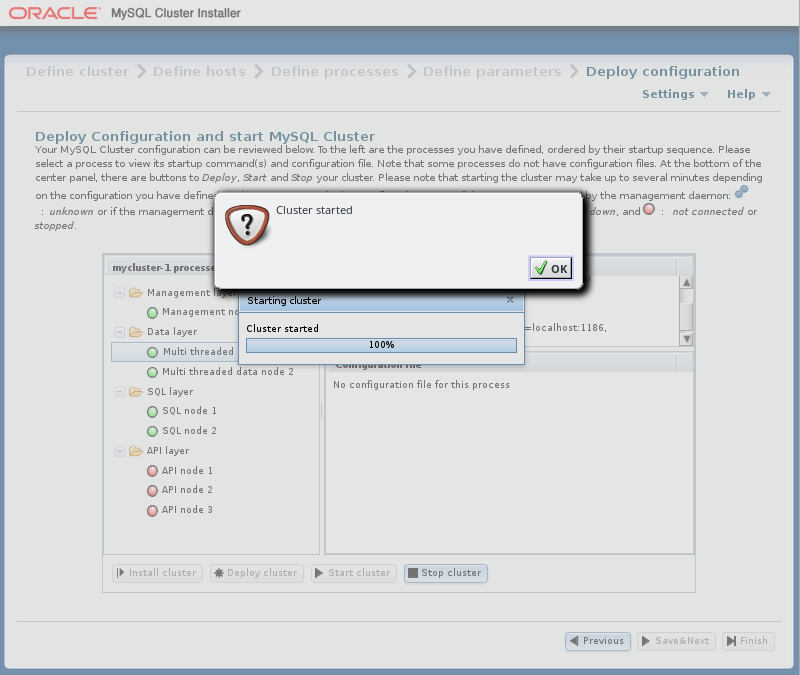 ORACLE MySQL Cluster Installer
Define cluster Define hosts Define processes Define parameters Deploy configuration
Settings Help
Deploy Configuration and start MySQL Cluster
Your MySQL Cluster configuration can be reviewed below. To the left are the processes you have defined, ordered by their startup sequence. Please
select a process to view its startup command(s) and configuration file. Note that some processes do not have configuration files. At the bottom of the
center panel, there are buttons to Deploy, Start and Stop your cluster. Please note that starting the cluster may take up to several minutes depending
on the configuration you have define by the management daemon:
: unknown or if the management d down, and : not connected or
stopped.
Cluster started
OK
mycluster-1 processe
Starting cluster
Cluster started
100%
=localhost:1186,
Management laye
Management no
Data layer
Multi threaded
Multi threaded data node 2
SQL layer
SQL node 1
SQL node 2
API layer
API node 1
API node 2
API node 3
Configuration file
No configuration file for this process
Install cluster Deploy cluster Start cluster Stop cluster
Previous Save&Next Finish